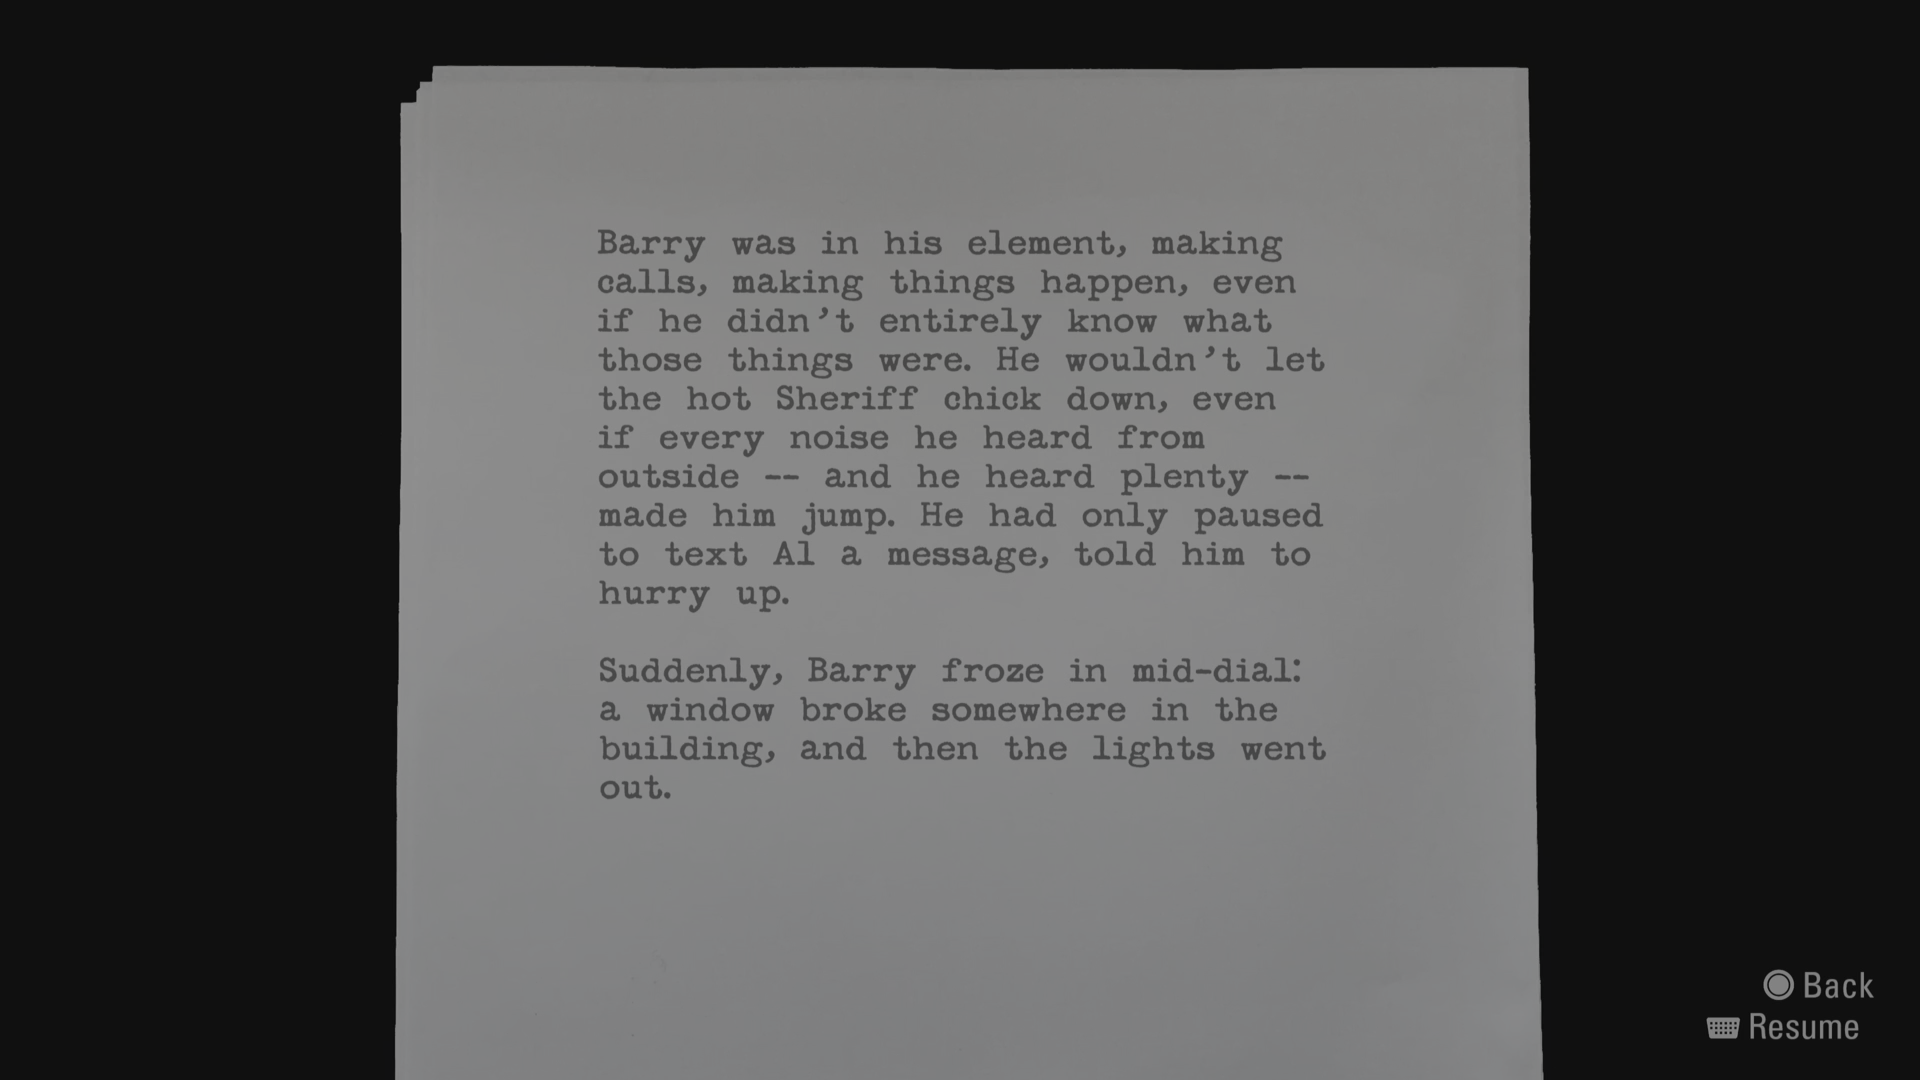 Barry was in his element, making
calls, making things happen, even
if he didn't entirely know what
those things were. He wouldn't let
the hot Sheriff chick down, even
if every noise he heard from
outside -- and he heard plenty --
made him jump. He had only paused
to text Al a message, told him to
hurry up.
Suddenly, Barry froze in mid-dial:
a window broke somewhere in the
building, and then the lights went
out.
Back
Resume